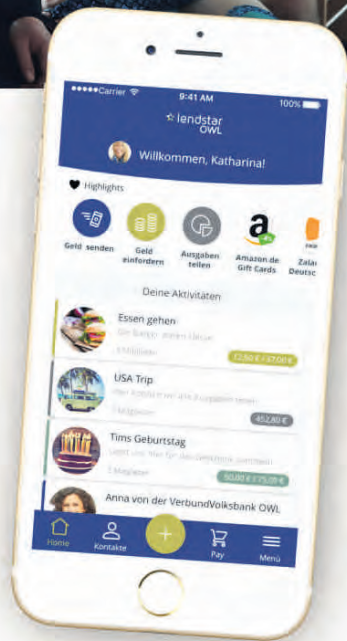 Carrier 9:41 AM 100%
lendstar
OWL
Willkommen, Katharina!
Highlights
Geld senden
Geld
einfordern
Ausgaben
teilen
Amazon.de
Gift Cards
Zalan
Deutsc
Deine Aktivitäten
Essen gehen
USA Trip
452,80 €
Tims Geburtstag
50,00 € / 75,00 €
Anna von der VerbundVolksbank OWL
Home
Kontakte
Pay
Menü